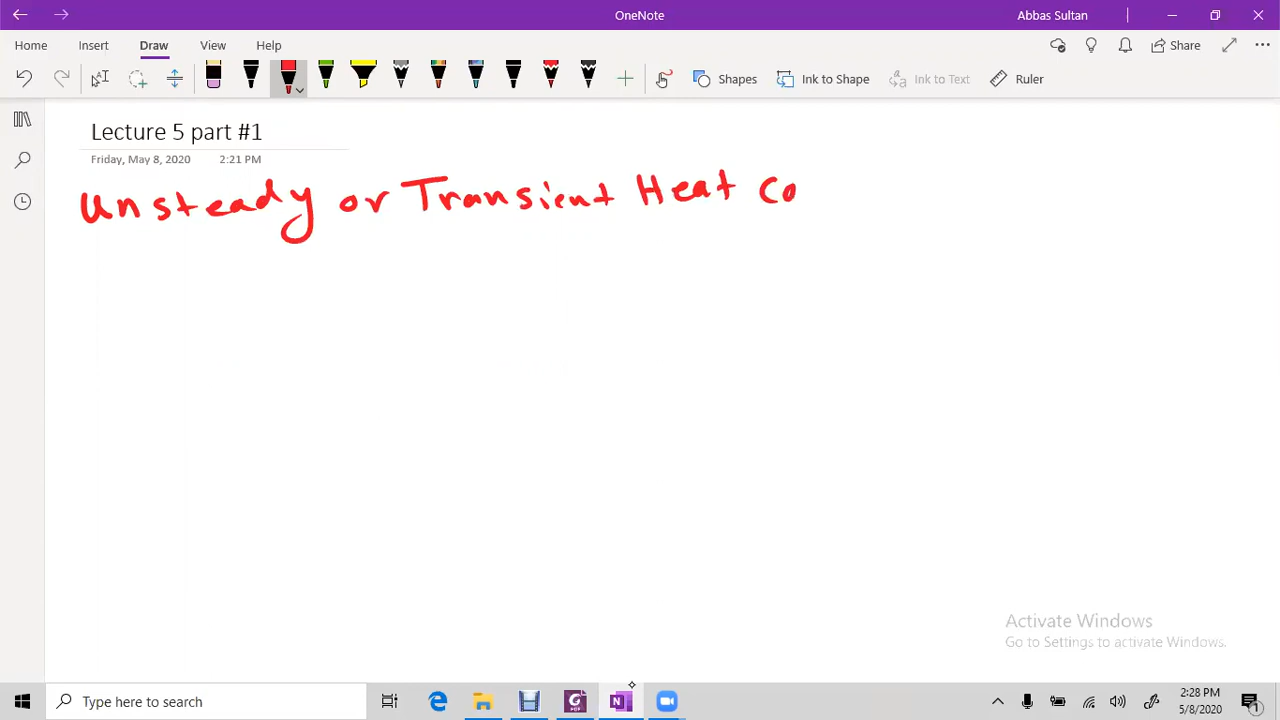 OneNote
Abbas Sultan
Home Insert Draw View Help
Share
Shapes Ink to Shape Ink to Text Ruler
Lecture 5 part #1
Friday, May 8, 2020 2:21 PM
Unsteady or Transient Heat Co
Activate Windows
Go to Settings to activate Windows.
Type here to search
2:28 PM
5/8/2020